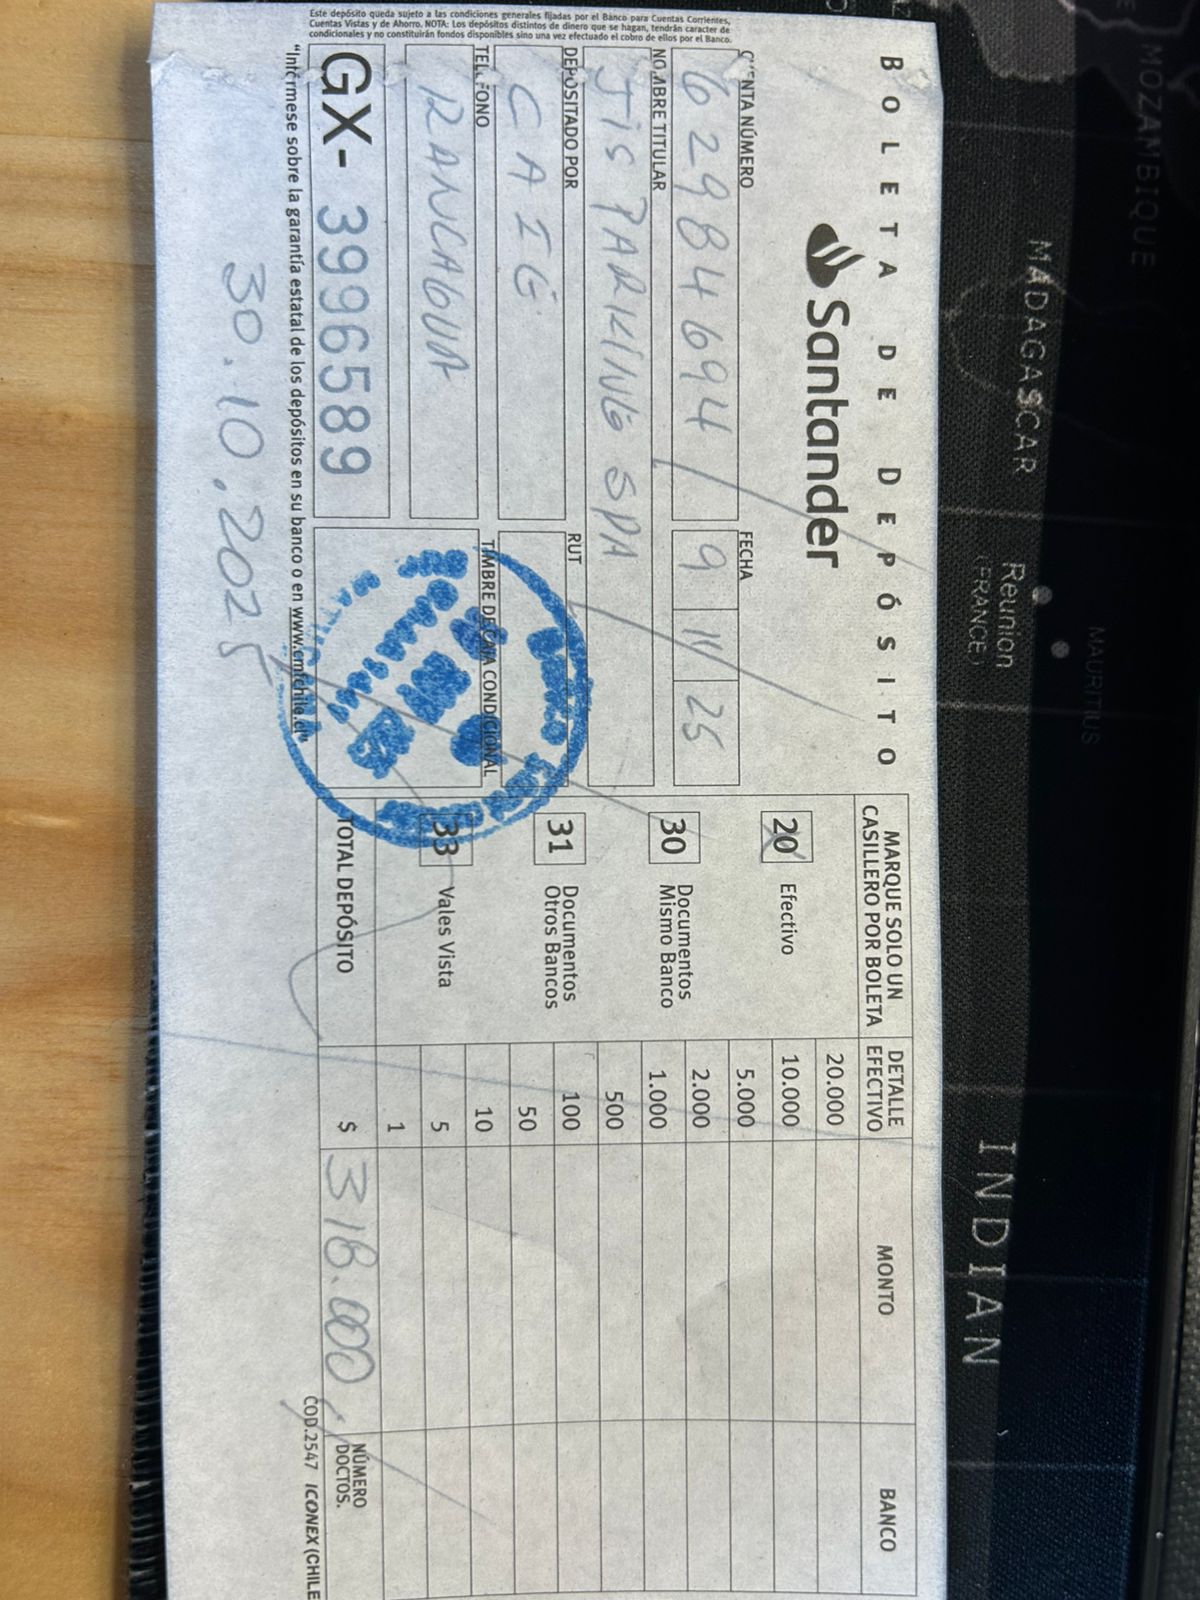 BOLETA DE DEPÓSITO
Santander
CUENTA NÚMERO
FECHA
62984694
9 11 25
NOMBRE TITULAR
JIS PARKING SPA
DEPOSITADO POR
RUT
CAIG
TELÉFONO
TIMBRE DE CAJA CONDICIONAL
RANCAGUA
GX- 3996589
"Infórmese sobre la garantía estatal de los depósitos en su banco o en www.cmfchile.cl"
30.10.2025
Este depósito queda sujeto a las condiciones generales fijadas por el Banco para Cuentas Corrientes,
Cuentas Vistas y de Ahorro. NOTA: Los depósitos distintos de dinero que se hagan, tendrán caracter de
condicionales y no constituirán fondos disponibles sino una vez efectuado el cobro de ellos por el Banco.
MARQUE SOLO UN
CASILLERO POR BOLETA
20 Efectivo
30 Documentos
Mismo Banco
31 Documentos
Otros Bancos
33 Vales Vista
TOTAL DEPÓSITO
DETALLE
EFECTIVO
MONTO
BANCO
20.000
10.000
5.000
2.000
1.000
500
100
50
10
5
1
$ 318.000
NÚMERO
DOCTOS.
COD.2547 ICONEX (CHILE
MOZAMBIQUE
MADAGASCAR
Reunion
(FRANCE)
MAURITIUS
INDIAN